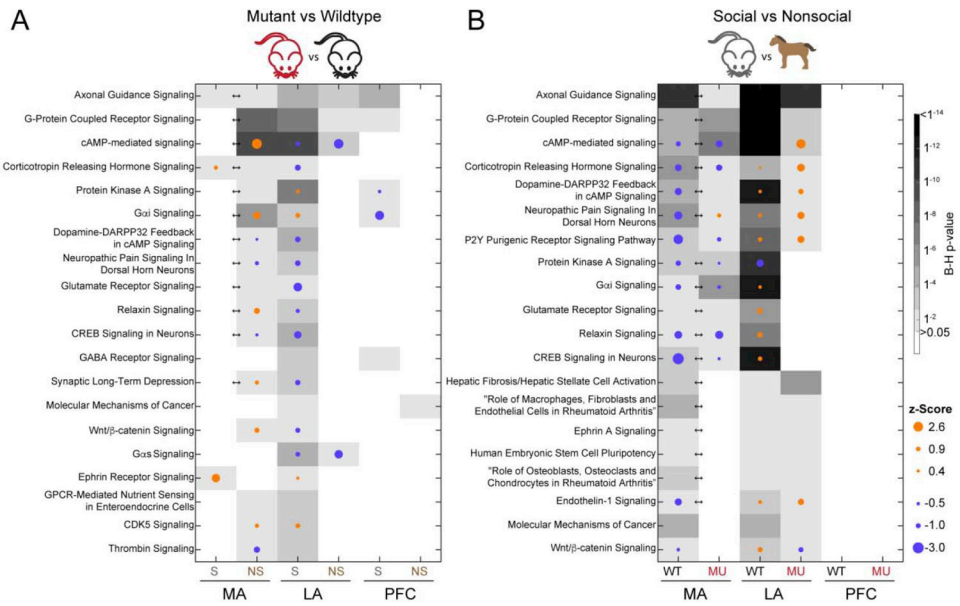 A
Mutant vs Wildtype
vs
Axonal Guidance Signaling
G-Protein Coupled Receptor Signaling
cAMP-mediated signaling
Corticotropin Releasing Hormone Signaling
Protein Kinase A Signaling
Gαi Signaling
Dopamine-DARPP32 Feedback
in cAMP Signaling
Neuropathic Pain Signaling In
Dorsal Horn Neurons
Glutamate Receptor Signaling
Relaxin Signaling
CREB Signaling in Neurons
GABA Receptor Signaling
Synaptic Long-Term Depression
Molecular Mechanisms of Cancer
Wnt/β-catenin Signaling
Gαs Signaling
Ephrin Receptor Signaling
GPCR-Mediated Nutrient Sensing
in Enteroendocrine Cells
CDK5 Signaling
Thrombin Signaling
S NS S NS S NS
MA LA PFC
B
Social vs Nonsocial
vs
Axonal Guidance Signaling
G-Protein Coupled Receptor Signaling
cAMP-mediated signaling
Corticotropin Releasing Hormone Signaling
Dopamine-DARPP32 Feedback
in cAMP Signaling
Neuropathic Pain Signaling In
Dorsal Horn Neurons
P2Y Purigenic Receptor Signaling Pathway
Protein Kinase A Signaling
Gαi Signaling
Glutamate Receptor Signaling
Relaxin Signaling
CREB Signaling in Neurons
Hepatic Fibrosis/Hepatic Stellate Cell Activation
"Role of Macrophages, Fibroblasts and
Endothelial Cells in Rheumatoid Arthritis"
Ephrin A Signaling
Human Embryonic Stem Cell Pluripotency
"Role of Osteoblasts, Osteoclasts and
Chondrocytes in Rheumatoid Arthritis"
Endothelin-1 Signaling
Molecular Mechanisms of Cancer
Wnt/β-catenin Signaling
WT MU WT MU WT MU
MA LA PFC
<1-14
1-12
1-10
1-8
1-6
1-4
1-2
>0.05
B-H p-value
z-Score
2.6
0.9
0.4
-0.5
-1.0
-3.0